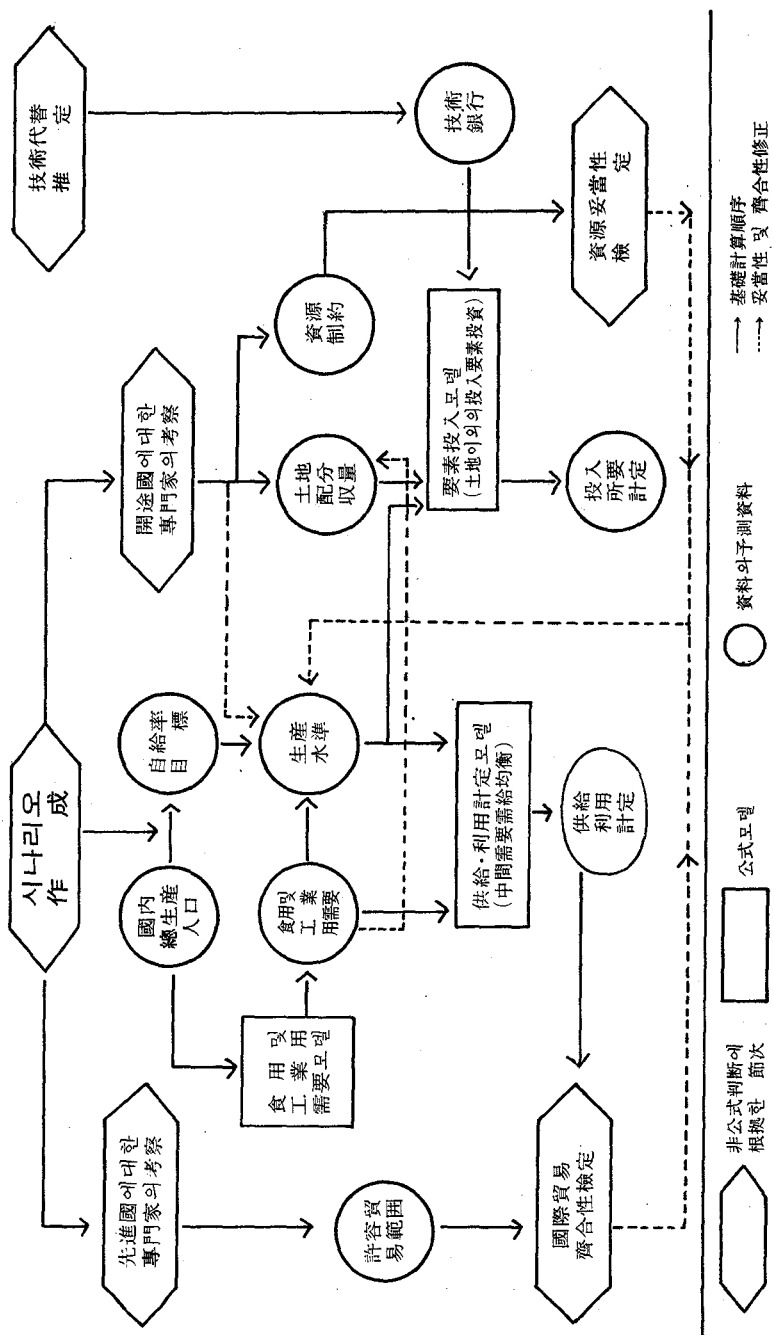 시나리오
作 成
技術代替
推 定
先進國에대한
專門家의考察
開途國에대한
專門家의考察
國內
總生産
人口
自給率
目 標
食 用 및
工 業 用
需要모델
食用및
工 業
用需要
生産
水準
土地
配分
収量
資源
制約
技術
銀行
許容貿
易範囲
供給·利用計定모델
(中間需要需給均衡)
要素投入모델
(土地이외의投入要素投資)
國際貿易
齊合性檢定
供給
利用
計定
投入
所要
計定
資源妥當性
檢 定
非公式判断에
根拠한 節次
公式모델
資料와予測資料
→ 基礎計算順序
⇢ 妥當性 및 齊合性修正